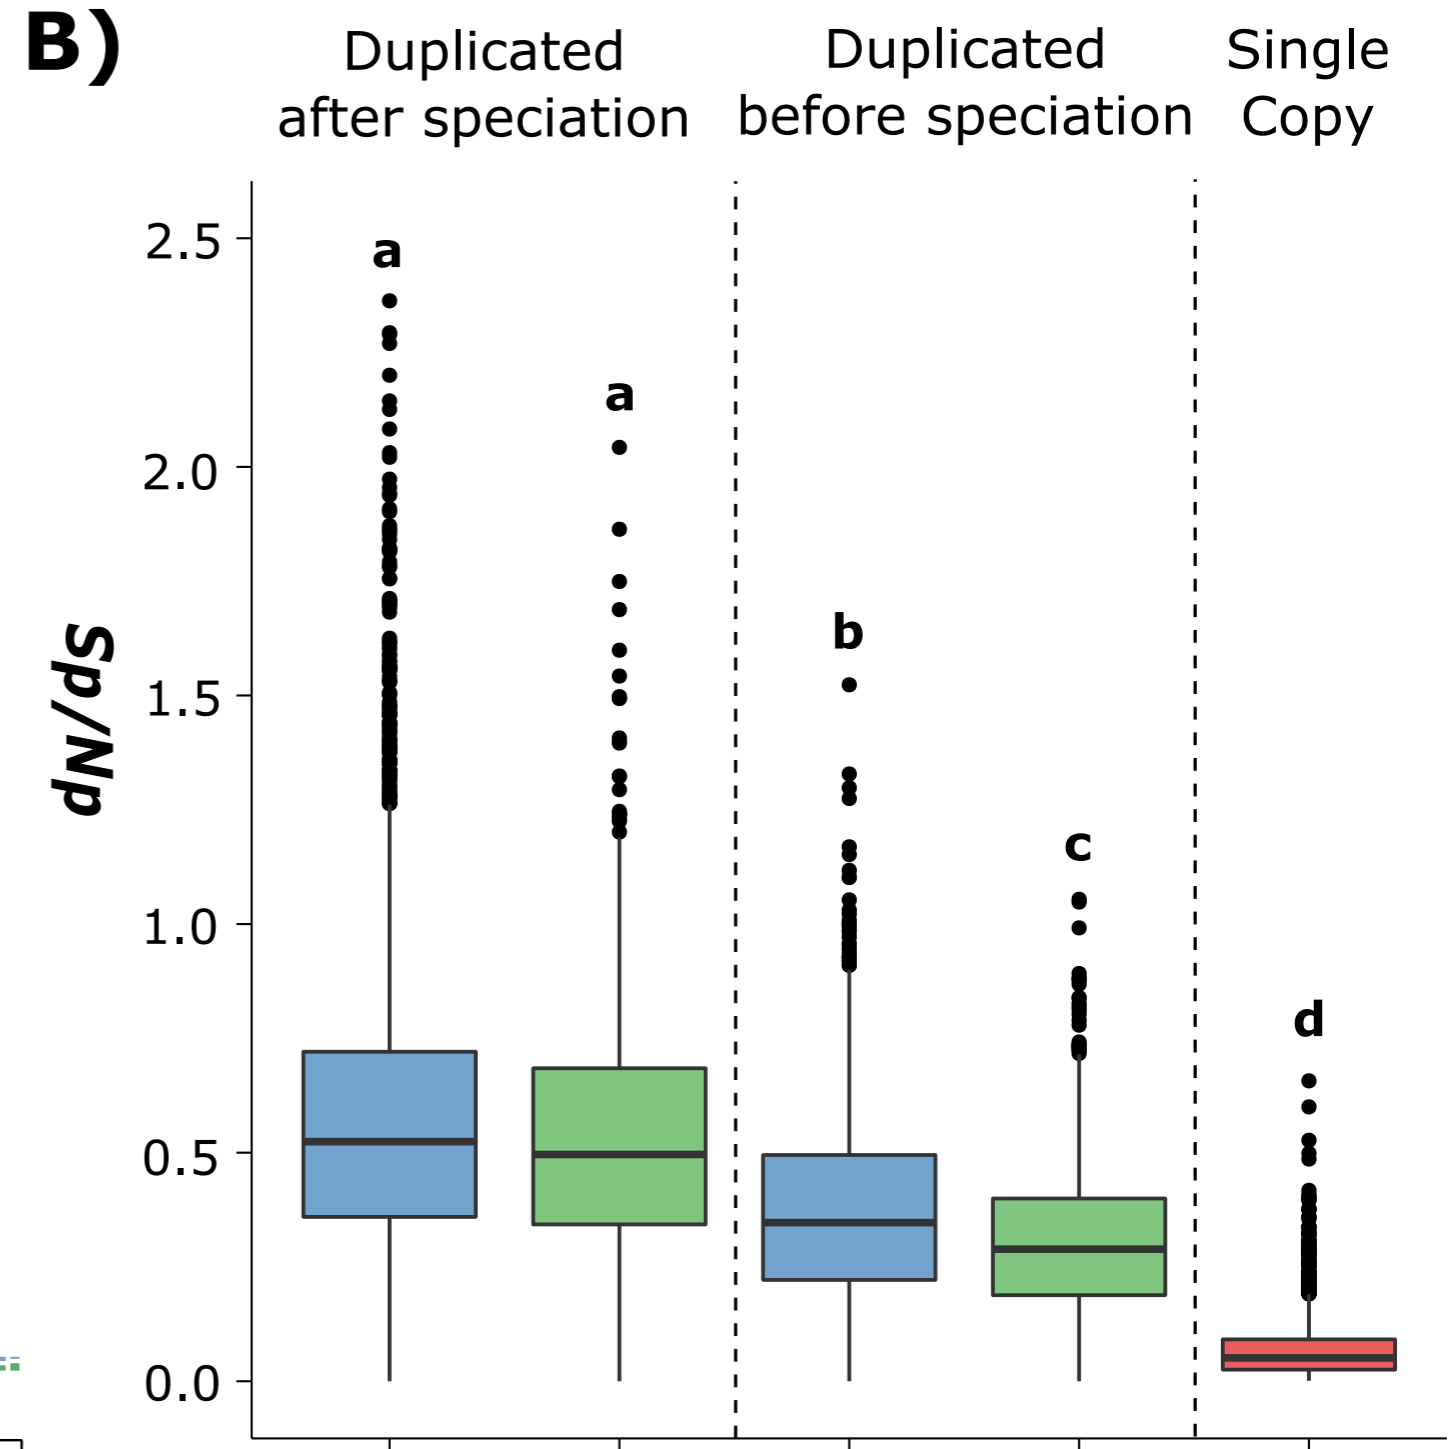 B)
Duplicated
after speciation
Duplicated
before speciation
Single
Copy
dN/dS
2.5
2.0
1.5
1.0
0.5
0.0
a
a
b
c
d